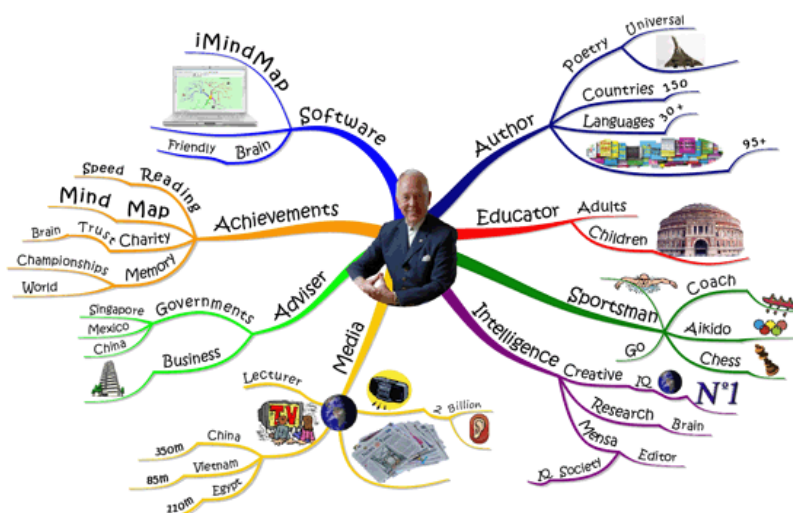 iMindMap
Software
Friendly Brain
Author
Poetry Universal
Countries 150
Languages 30+
95+
Educator
Adults
Children
Sportsman
Coach
Aikido
Chess
Go
Intelligence
Creative IQ Nº1
Research Brain
Mensa Editor
IQ Society
Media
Lecturer
TV
2 Billion
350m China
85m Vietnam
110m Egypt
Adviser
Governments
Singapore
Mexico
China
Business
Achievements
Speed Reading
Mind Map
Brain Trust Charity
Championships Memory
World